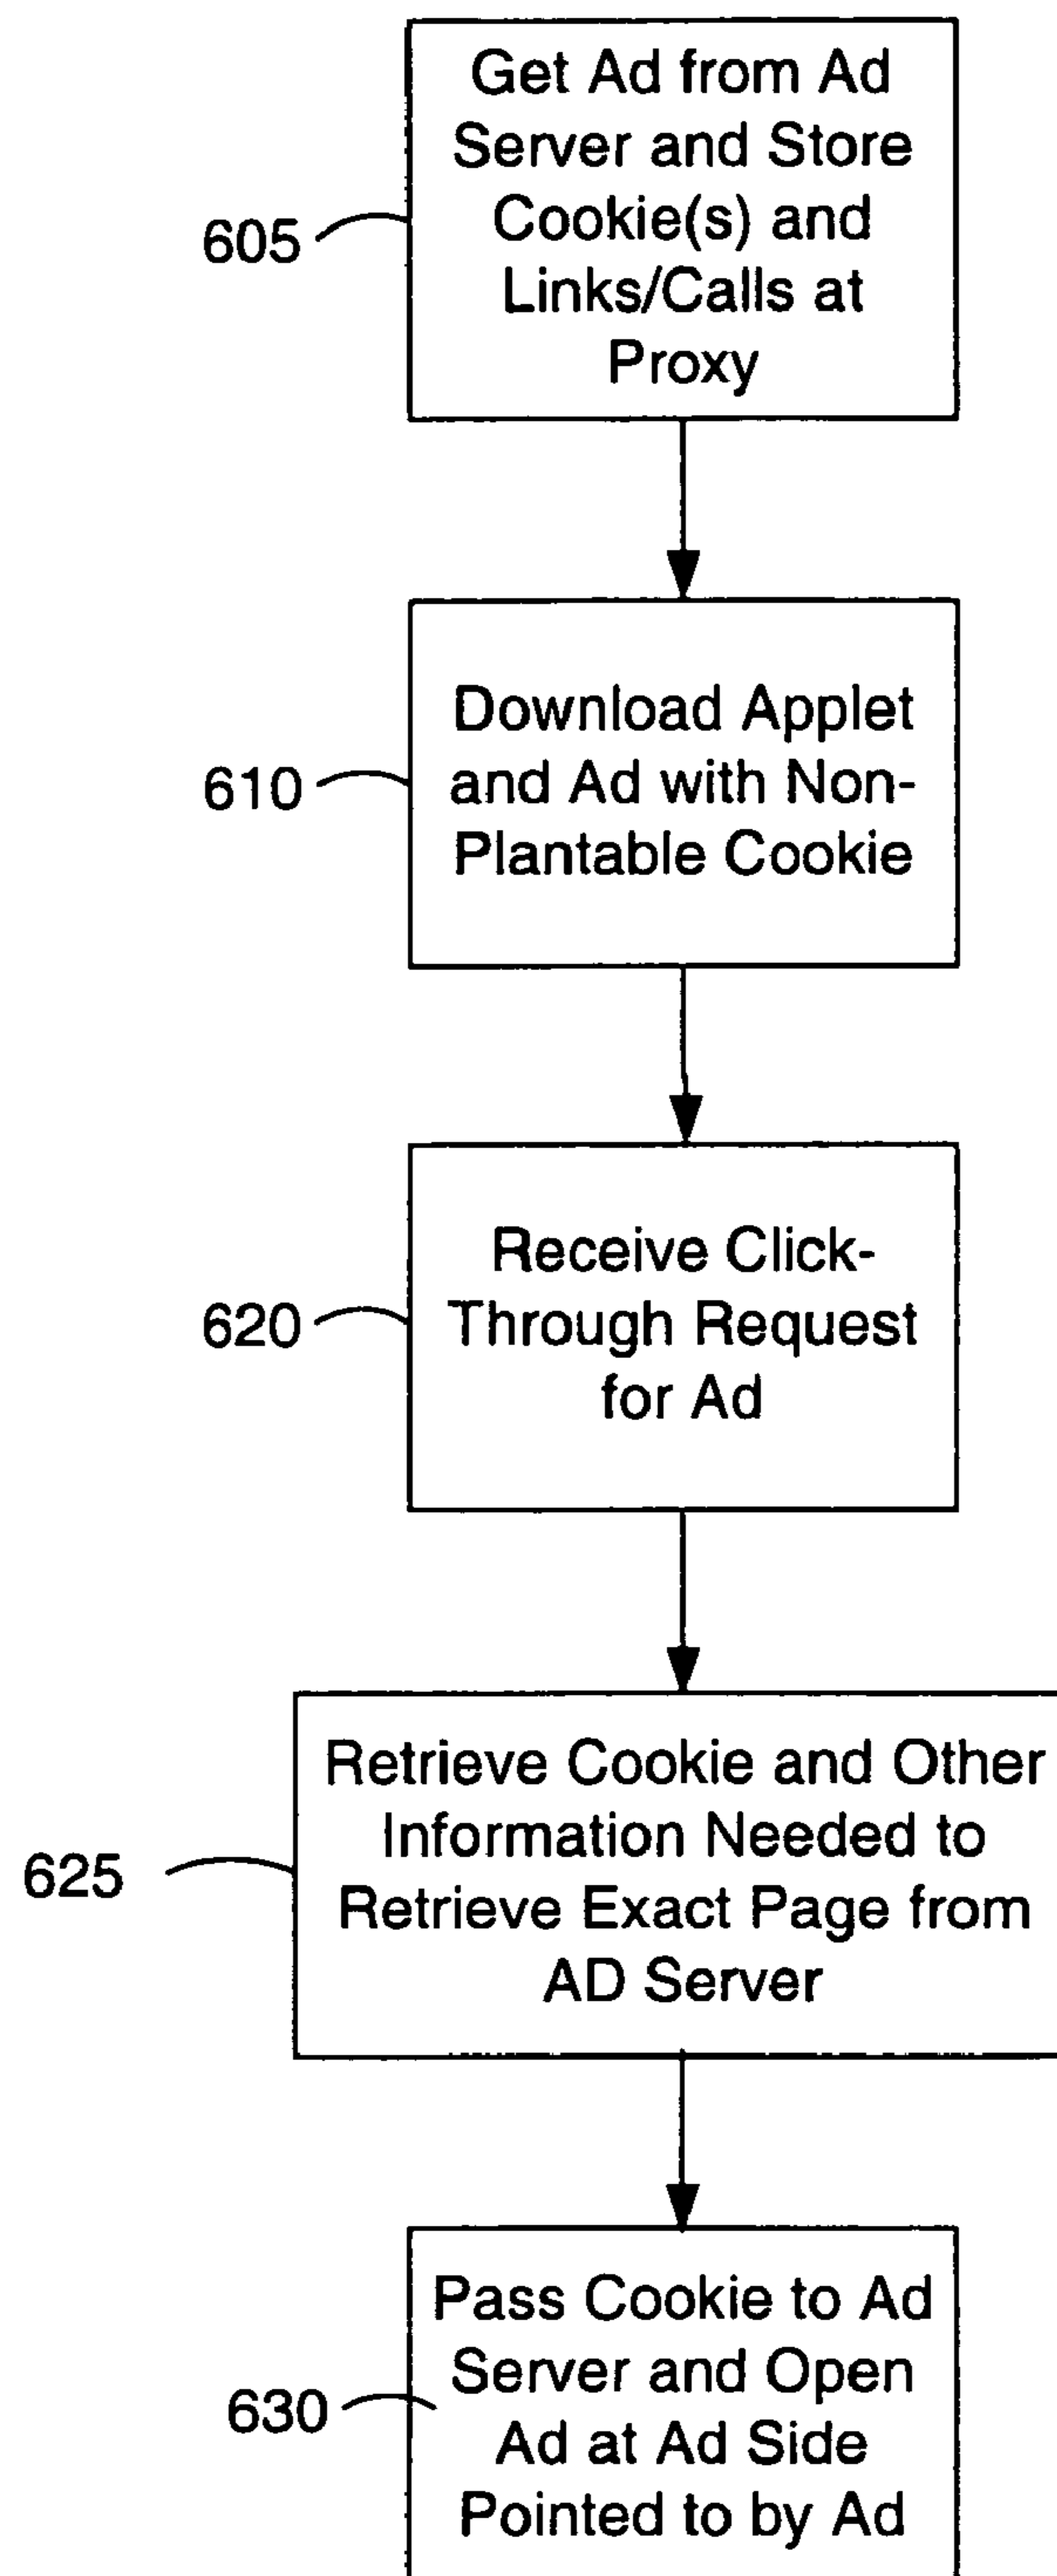 Get Ad from Ad
Server and Store
Cookie(s) and
Links/Calls at
Proxy
605
Download Applet
and Ad with Non-
Plantable Cookie
610
Receive Click-
Through Request
for Ad
620
Retrieve Cookie and Other
Information Needed to
Retrieve Exact Page from
AD Server
625
Pass Cookie to Ad
Server and Open
Ad at Ad Side
Pointed to by Ad
630